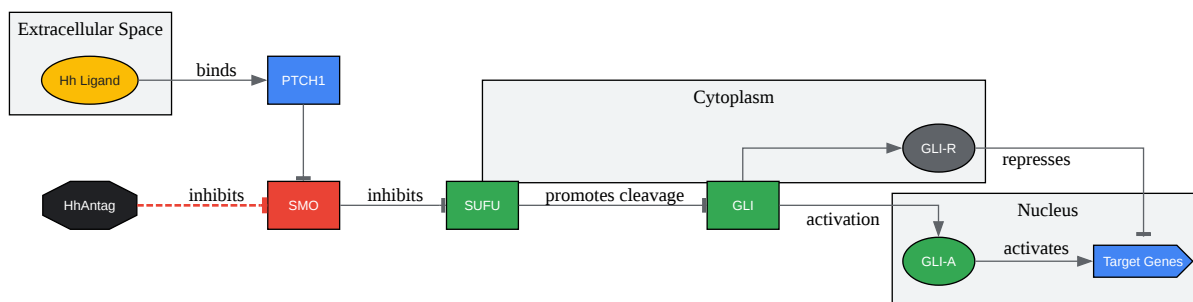 Extracellular Space
Hh Ligand
binds
PTCH1
Cytoplasm
GLI-R
represses
HhAntag
inhibits
SMO
inhibits
SUFU
promotes cleavage
GLI
activation
Nucleus
GLI-A
activates
Target Genes